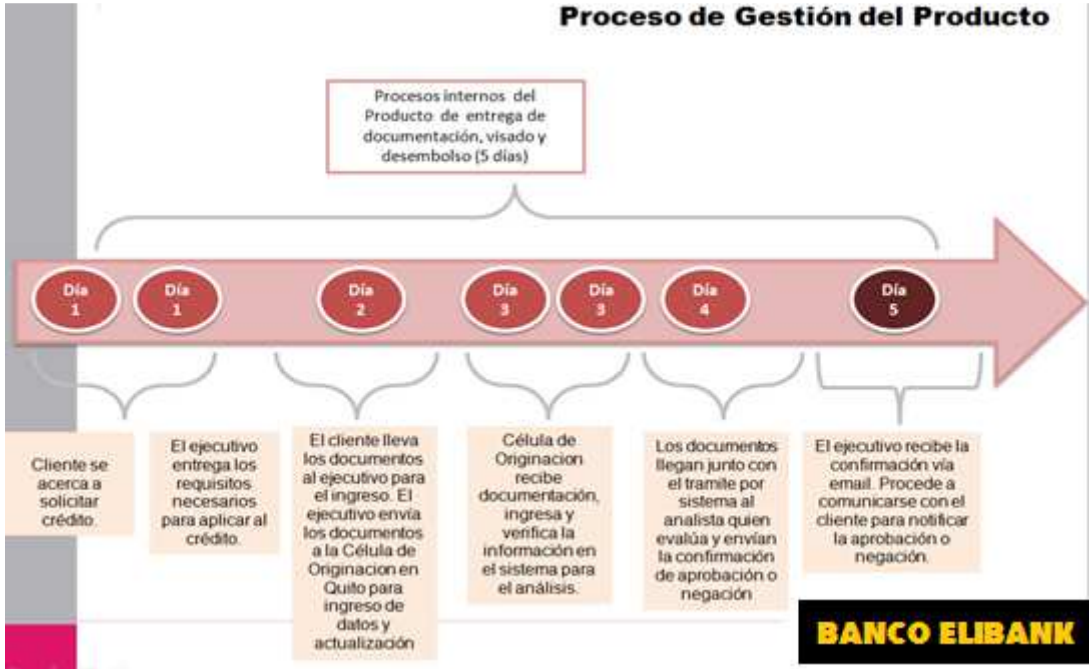 Proceso de Gestión del Producto
Procesos internos del
Producto de entrega de
documentación, visado y
desembolso (5 días)
Día
1
Día
1
Día
2
Día
3
Día
3
Día
4
Día
5
Cliente se
acerca a
solicitar
crédito.
El ejecutivo
entrega los
requisitos
necesarios
para aplicar al
crédito.
El cliente lleva
los documentos
al ejecutivo para
el ingreso. El
ejecutivo envía
los documentos
a la Célula de
Originacion en
Quito para
ingreso de
datos y
actualización
Célula de
Originacion
recibe
documentación,
ingresa y
verifica la
información en
el sistema para
el análisis.
Los documentos
llegan junto con
el tramite por
sistema al
analista quien
evalúa y envían
la confirmación
de aprobación o
negación
El ejecutivo recibe la
confirmación vía
email. Procede a
comunicarse con el
cliente para notificar
la aprobación o
negación.
BANCO ELIBANK